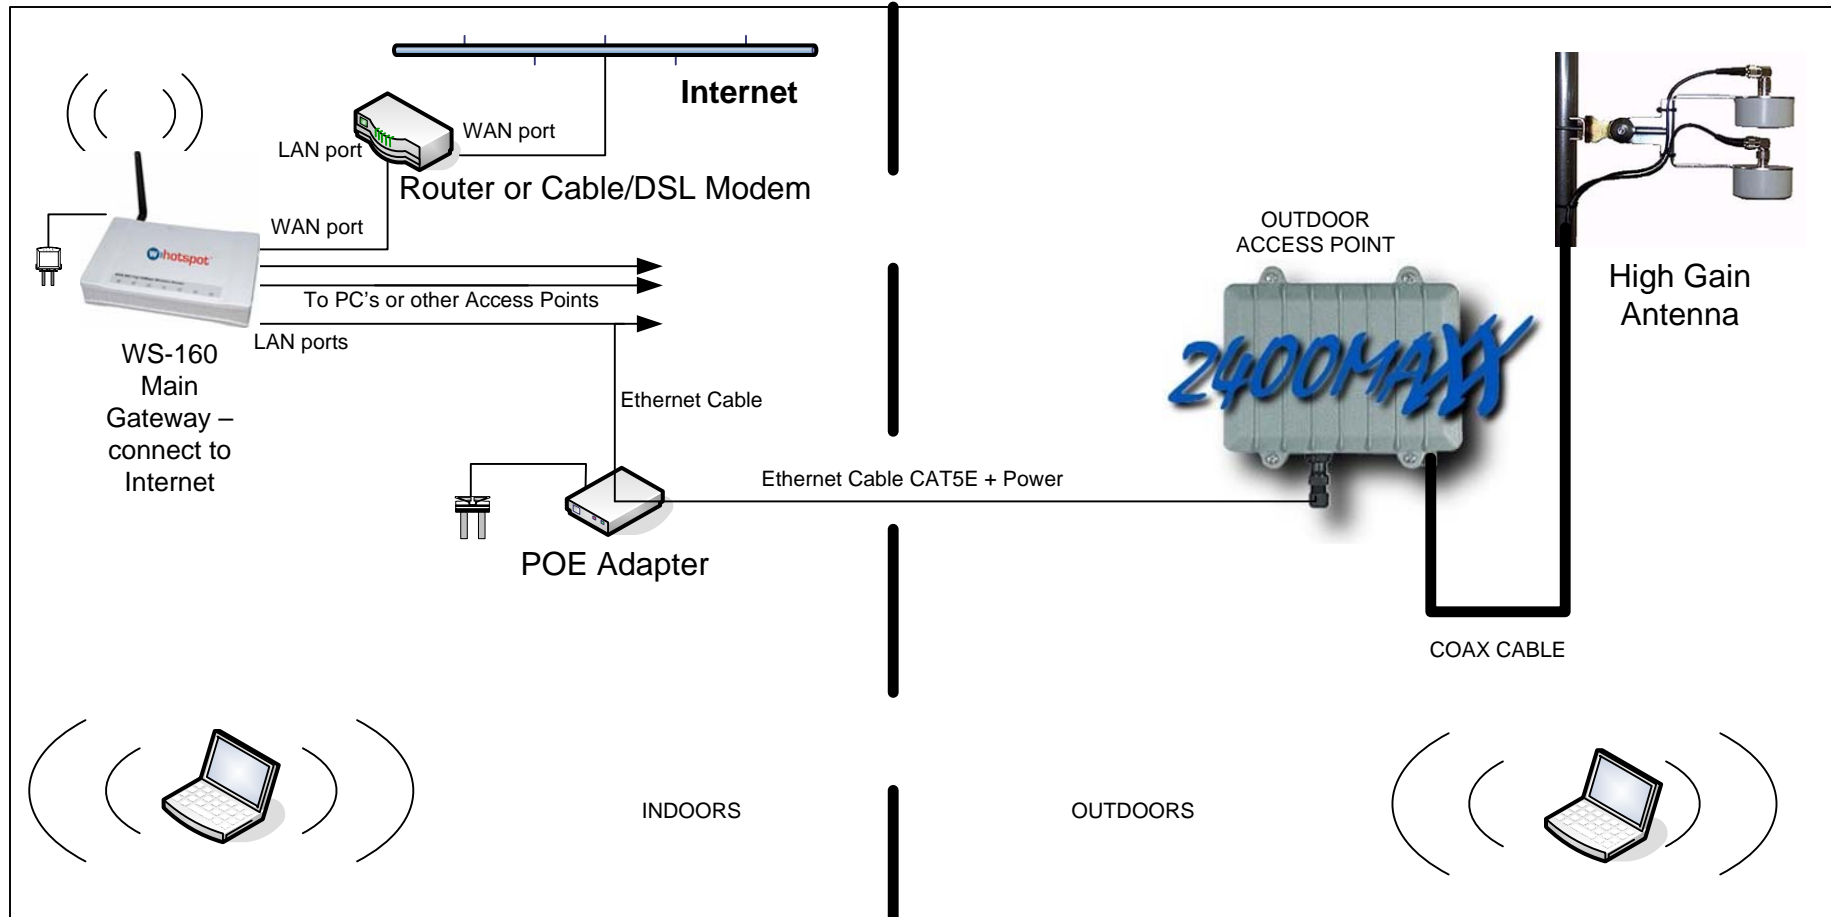 Internet
WAN port
LAN port
Router or Cable/DSL Modem
WAN port
hotspot
To PC's or other Access Points
LAN ports
WS-160
Main
Gateway –
connect to
Internet
Ethernet Cable
POE Adapter
Ethernet Cable CAT5E + Power
OUTDOOR
ACCESS POINT
2400MAXX
High Gain
Antenna
COAX CABLE
INDOORS
OUTDOORS